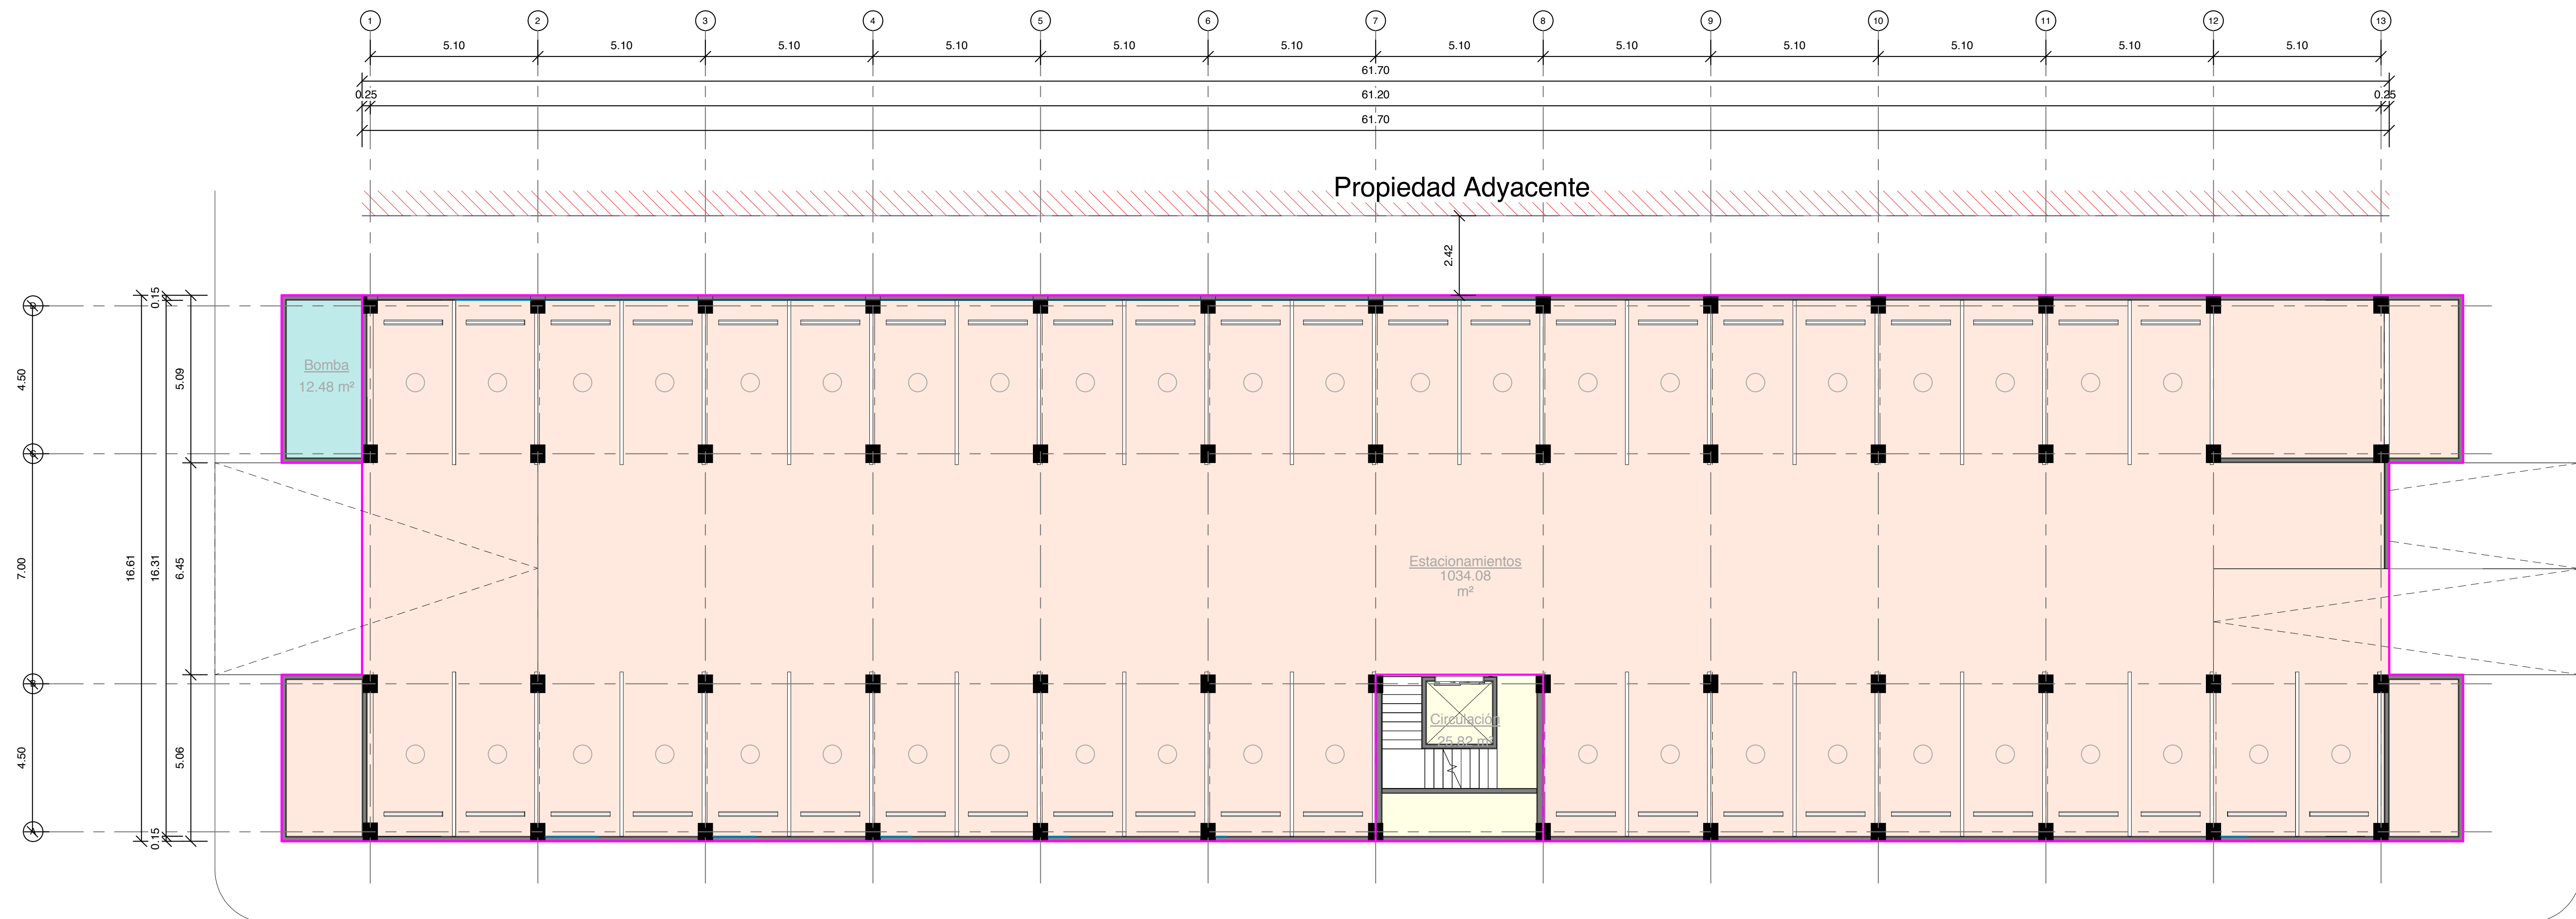 1 2 3 4 5 6 7 8 9 10 11 12 13
5.10 5.10 5.10 5.10 5.10 5.10 5.10 5.10 5.10 5.10 5.10 5.10
61.70
0.25 61.20 0.25
61.70
Propiedad Adyacente
2.42
0.15
4.50
5.09
Bomba
12.48 m²
7.00
16.61
16.31
6.45
Estacionamientos
1034.08
m²
B
Circulación
25.82 m²
4.50
5.06
A
0.15